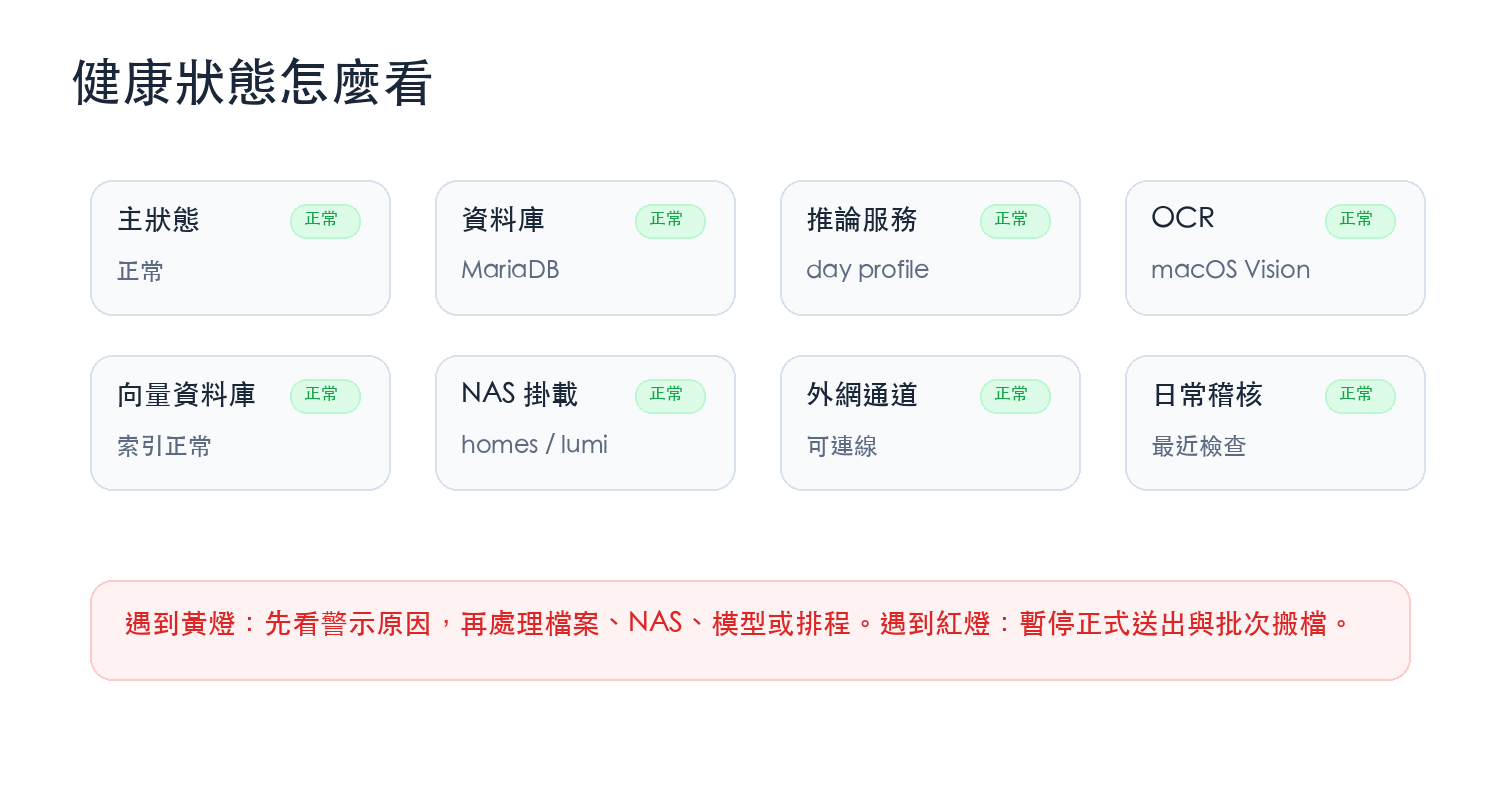 健康狀態怎麼看
主狀態 正常
正常
資料庫 正常
MariaDB
推論服務 正常
day profile
OCR 正常
macOS Vision
向量資料庫 正常
索引正常
NAS 掛載 正常
homes / lumi
外網通道 正常
可連線
日常稽核 正常
最近檢查
遇到黃燈：先看警示原因，再處理檔案、NAS、模型或排程。遇到紅燈：暫停正式送出與批次搬檔。